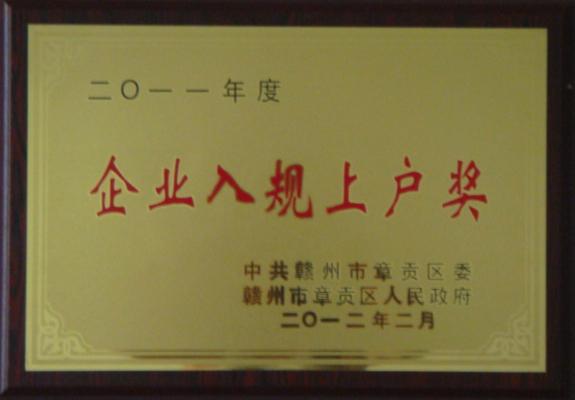 二〇一一年度
企业入规上户奖
中共赣州市章贡区委
赣州市章贡区人民政府
二〇一二年二月